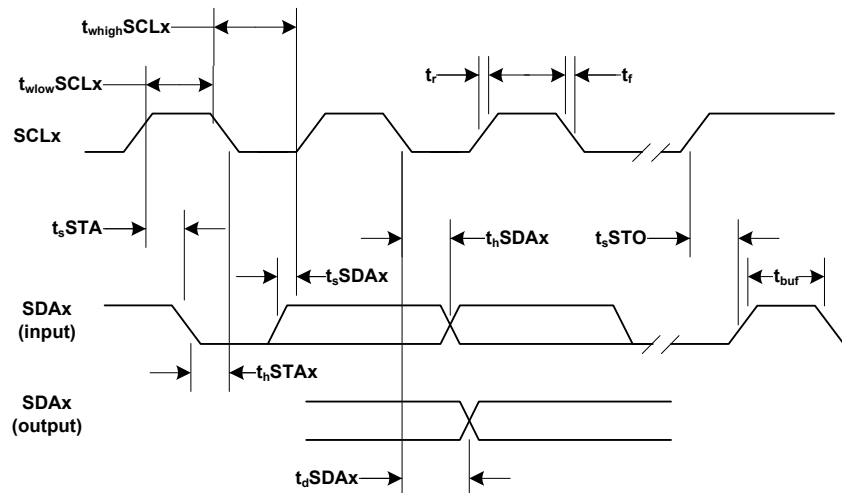 twhighSCLx
twlowSCLx
tr
tf
SCLx
tsSTA
thSDAx
tsSTO
tsSDAx
tbuf
SDAx
(input)
thSTAx
SDAx
(output)
tdSDAx